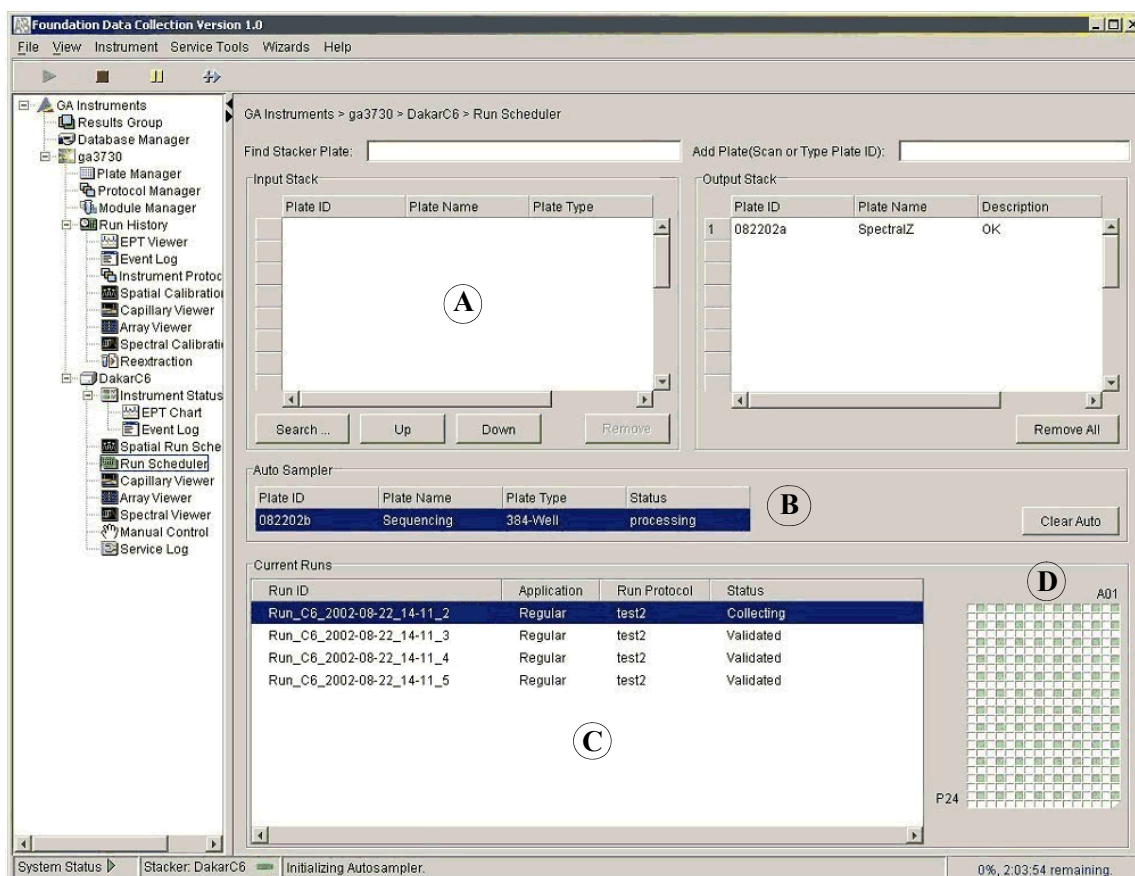 Foundation Data Collection Version 1.0
File View Instrument Service Tools Wizards Help
GA Instruments
Results Group
Database Manager
ga3730
Plate Manager
Protocol Manager
Module Manager
Run History
EPT Viewer
Event Log
Instrument Protoc
Spatial Calibration
Capillary Viewer
Array Viewer
Spectral Calibrati
Reextraction
DakarC6
Instrument Status
EPT Chart
Event Log
Spatial Run Sche
Run Scheduler
Capillary Viewer
Array Viewer
Spectral Viewer
Manual Control
Service Log
GA Instruments > ga3730 > DakarC6 > Run Scheduler
Find Stacker Plate:
Add Plate(Scan or Type Plate ID):
Input Stack
Plate ID Plate Name Plate Type
A
Search ... Up Down Remove
Output Stack
Plate ID Plate Name Description
1 082202a SpectralZ OK
Remove All
Auto Sampler
Plate ID Plate Name Plate Type Status
082202b Sequencing 384-Well processing
B
Clear Auto
Current Runs
Run ID Application Run Protocol Status
Run_C6_2002-08-22_14-11_2 Regular test2 Collecting
Run_C6_2002-08-22_14-11_3 Regular test2 Validated
Run_C6_2002-08-22_14-11_4 Regular test2 Validated
Run_C6_2002-08-22_14-11_5 Regular test2 Validated
C
D
A01
P24
System Status Stacker: DakarC6 Initializing Autosampler. 0%, 2:03:54 remaining.